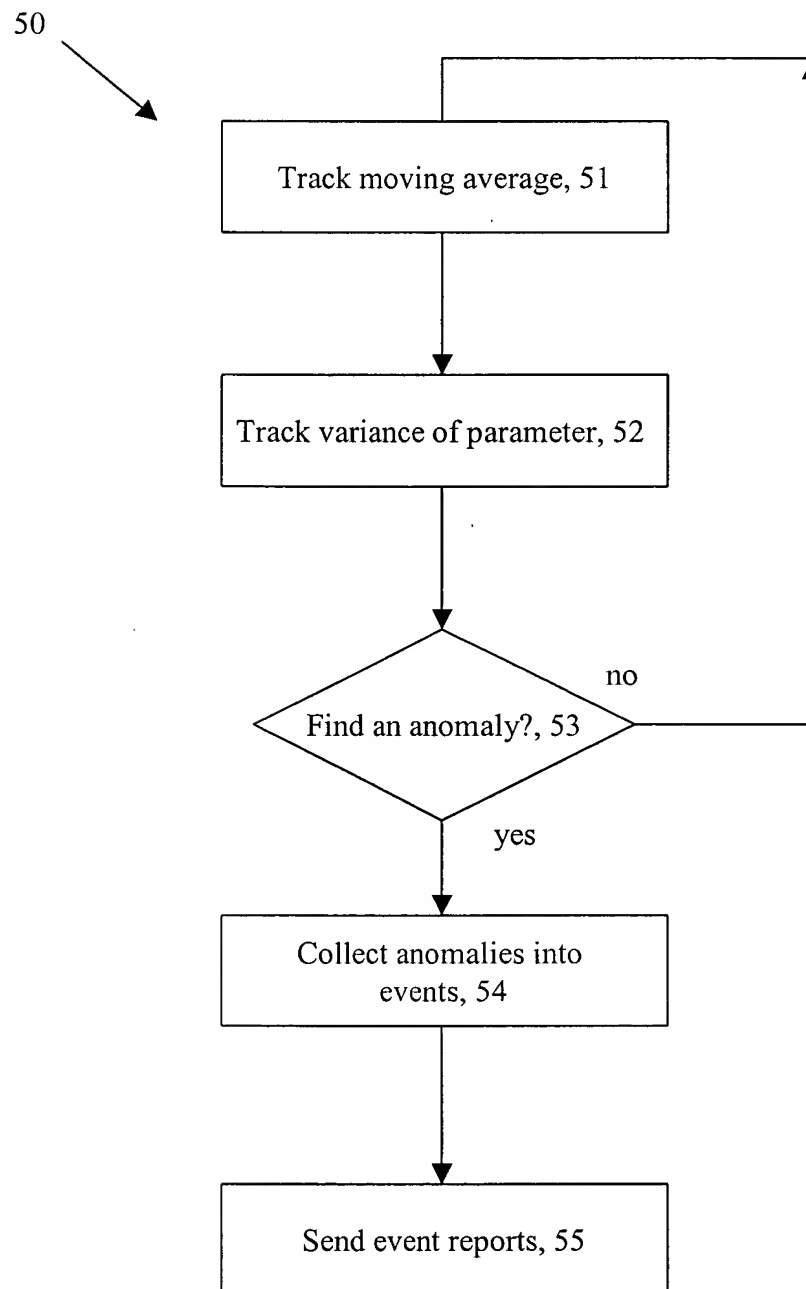 50
Track moving average, 51
Track variance of parameter, 52
no
Find an anomaly?, 53
yes
Collect anomalies into
events, 54
Send event reports, 55